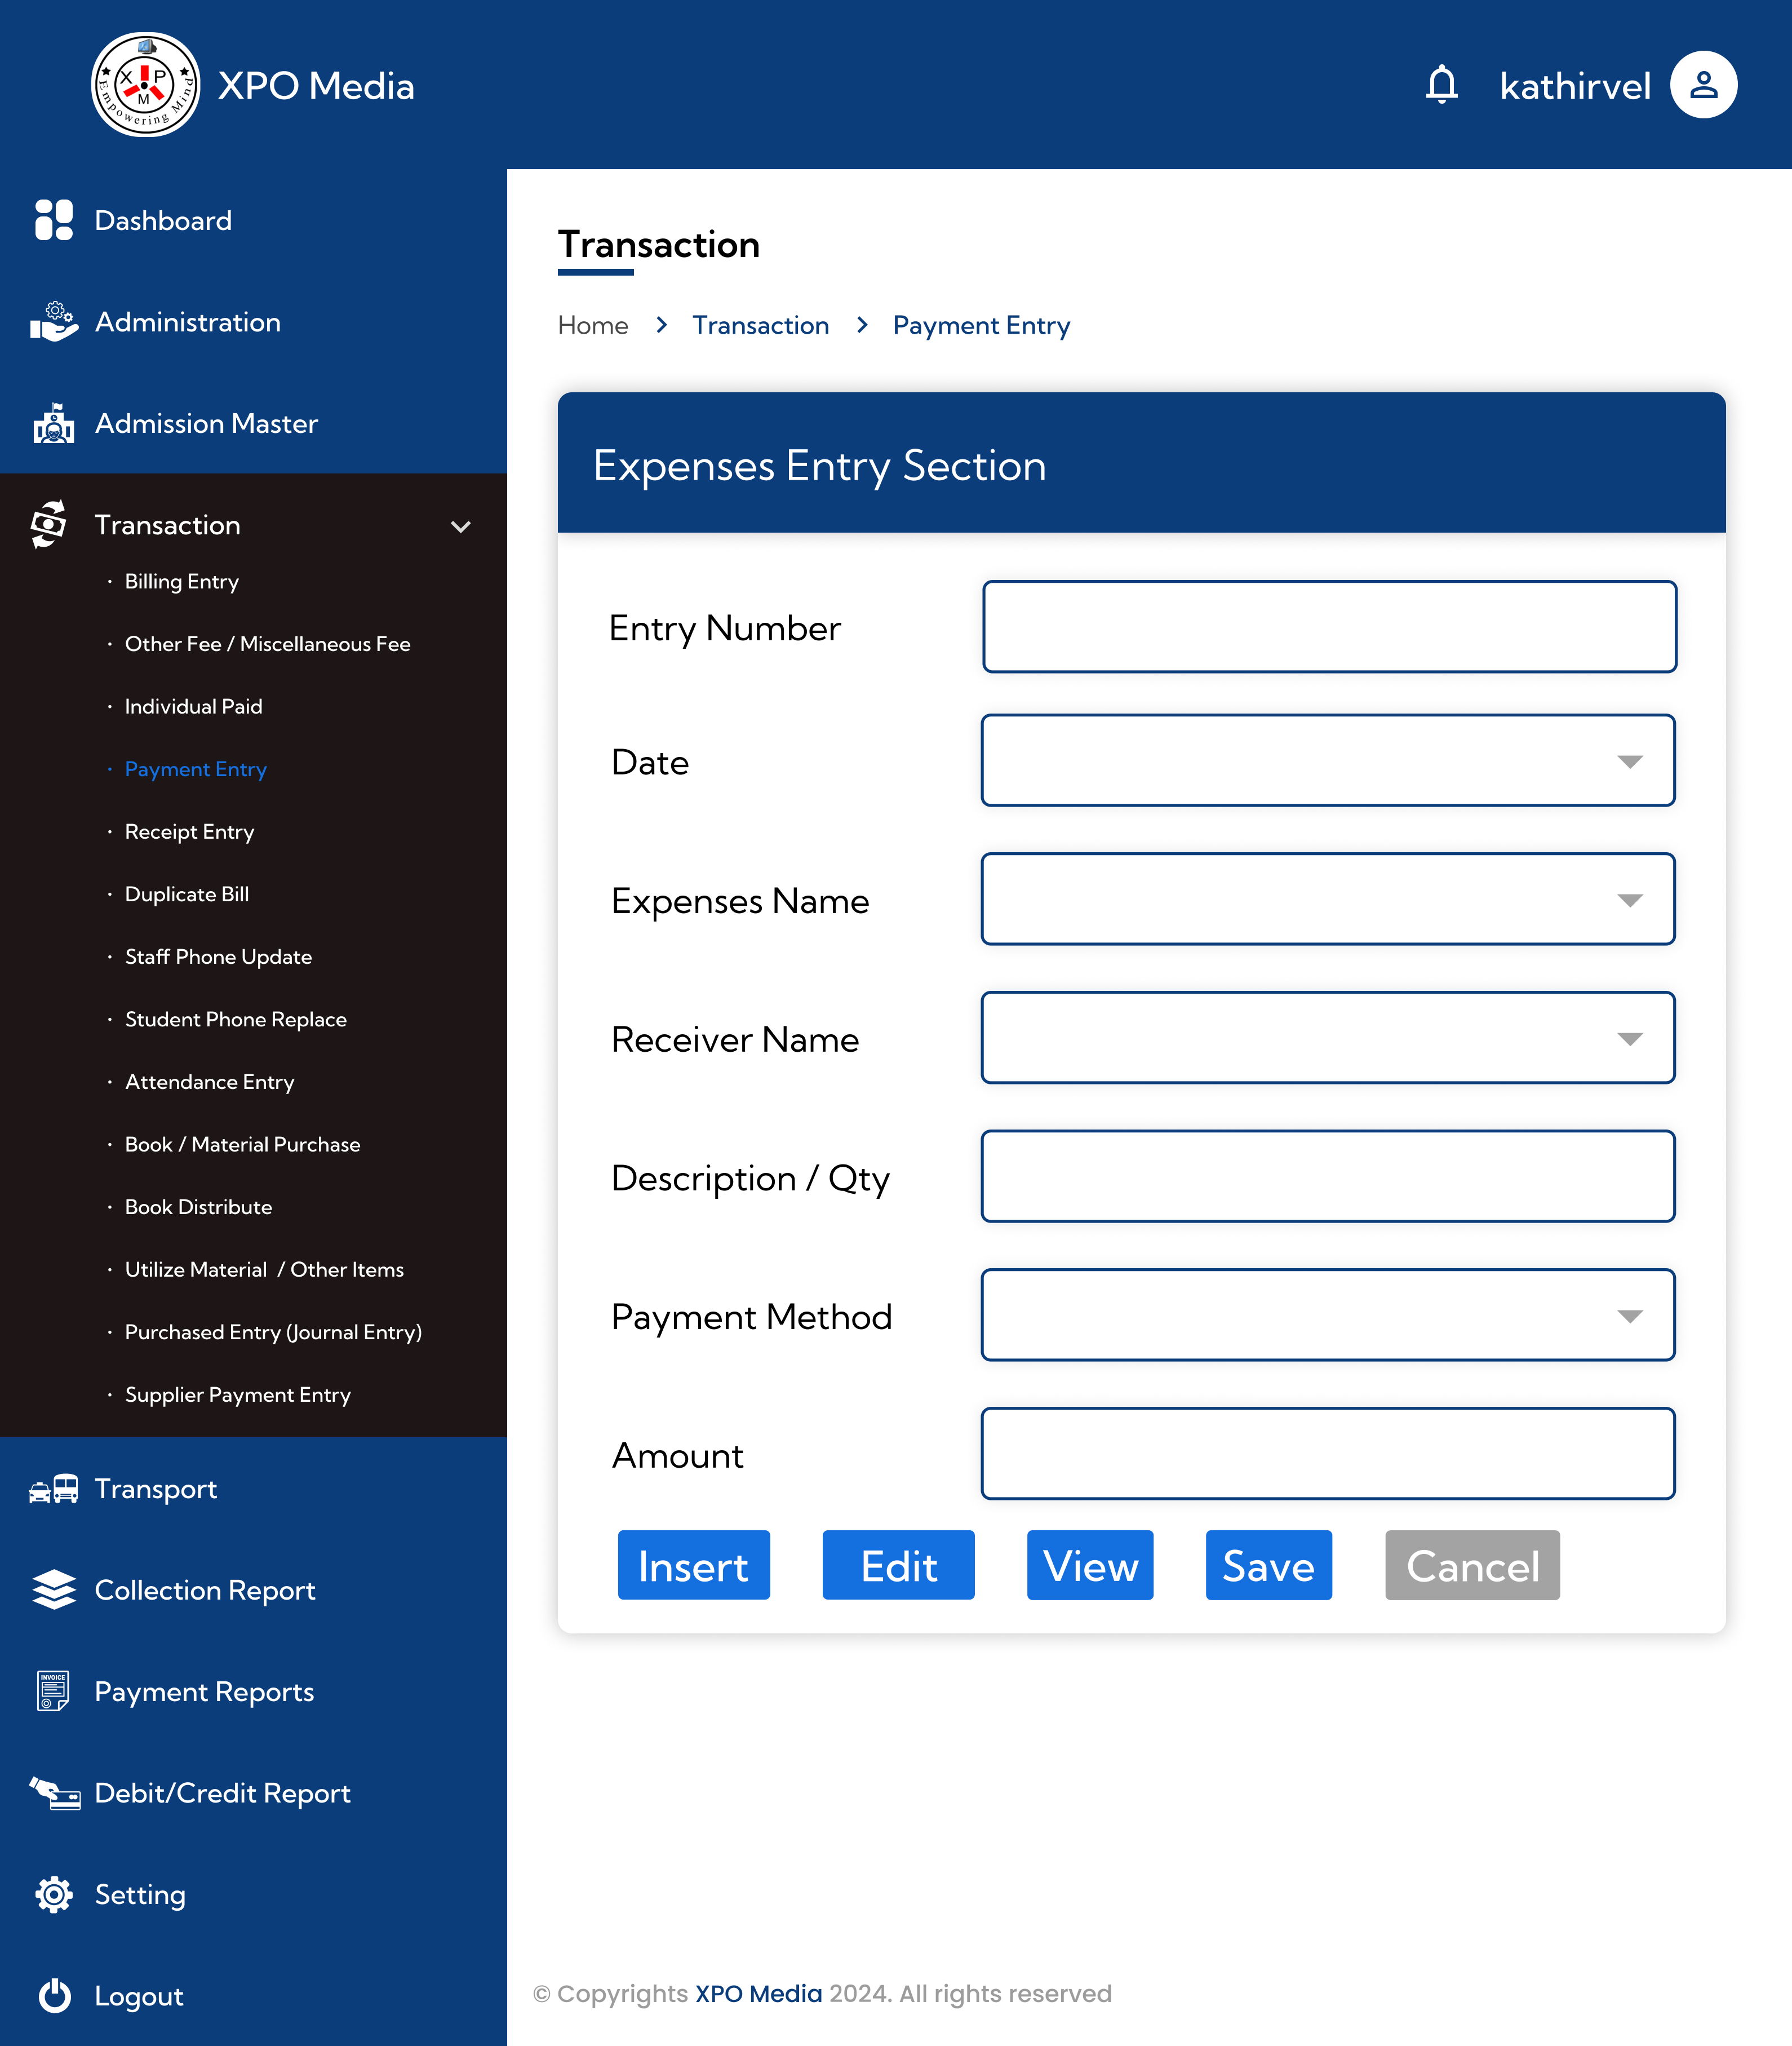 X P
M
Empowering Mind
XPO Media
kathirvel
Dashboard
Administration
Admission Master
Transaction
· Billing Entry
· Other Fee / Miscellaneous Fee
· Individual Paid
· Payment Entry
· Receipt Entry
· Duplicate Bill
· Staff Phone Update
· Student Phone Replace
· Attendance Entry
· Book / Material Purchase
· Book Distribute
· Utilize Material / Other Items
· Purchased Entry (Journal Entry)
· Supplier Payment Entry
Transport
Collection Report
INVOICE
Payment Reports
Debit/Credit Report
Setting
Logout
Transaction
Home > Transaction > Payment Entry
Expenses Entry Section
Entry Number
Date
Expenses Name
Receiver Name
Description / Qty
Payment Method
Amount
Insert Edit View Save Cancel
© Copyrights XPO Media 2024. All rights reserved